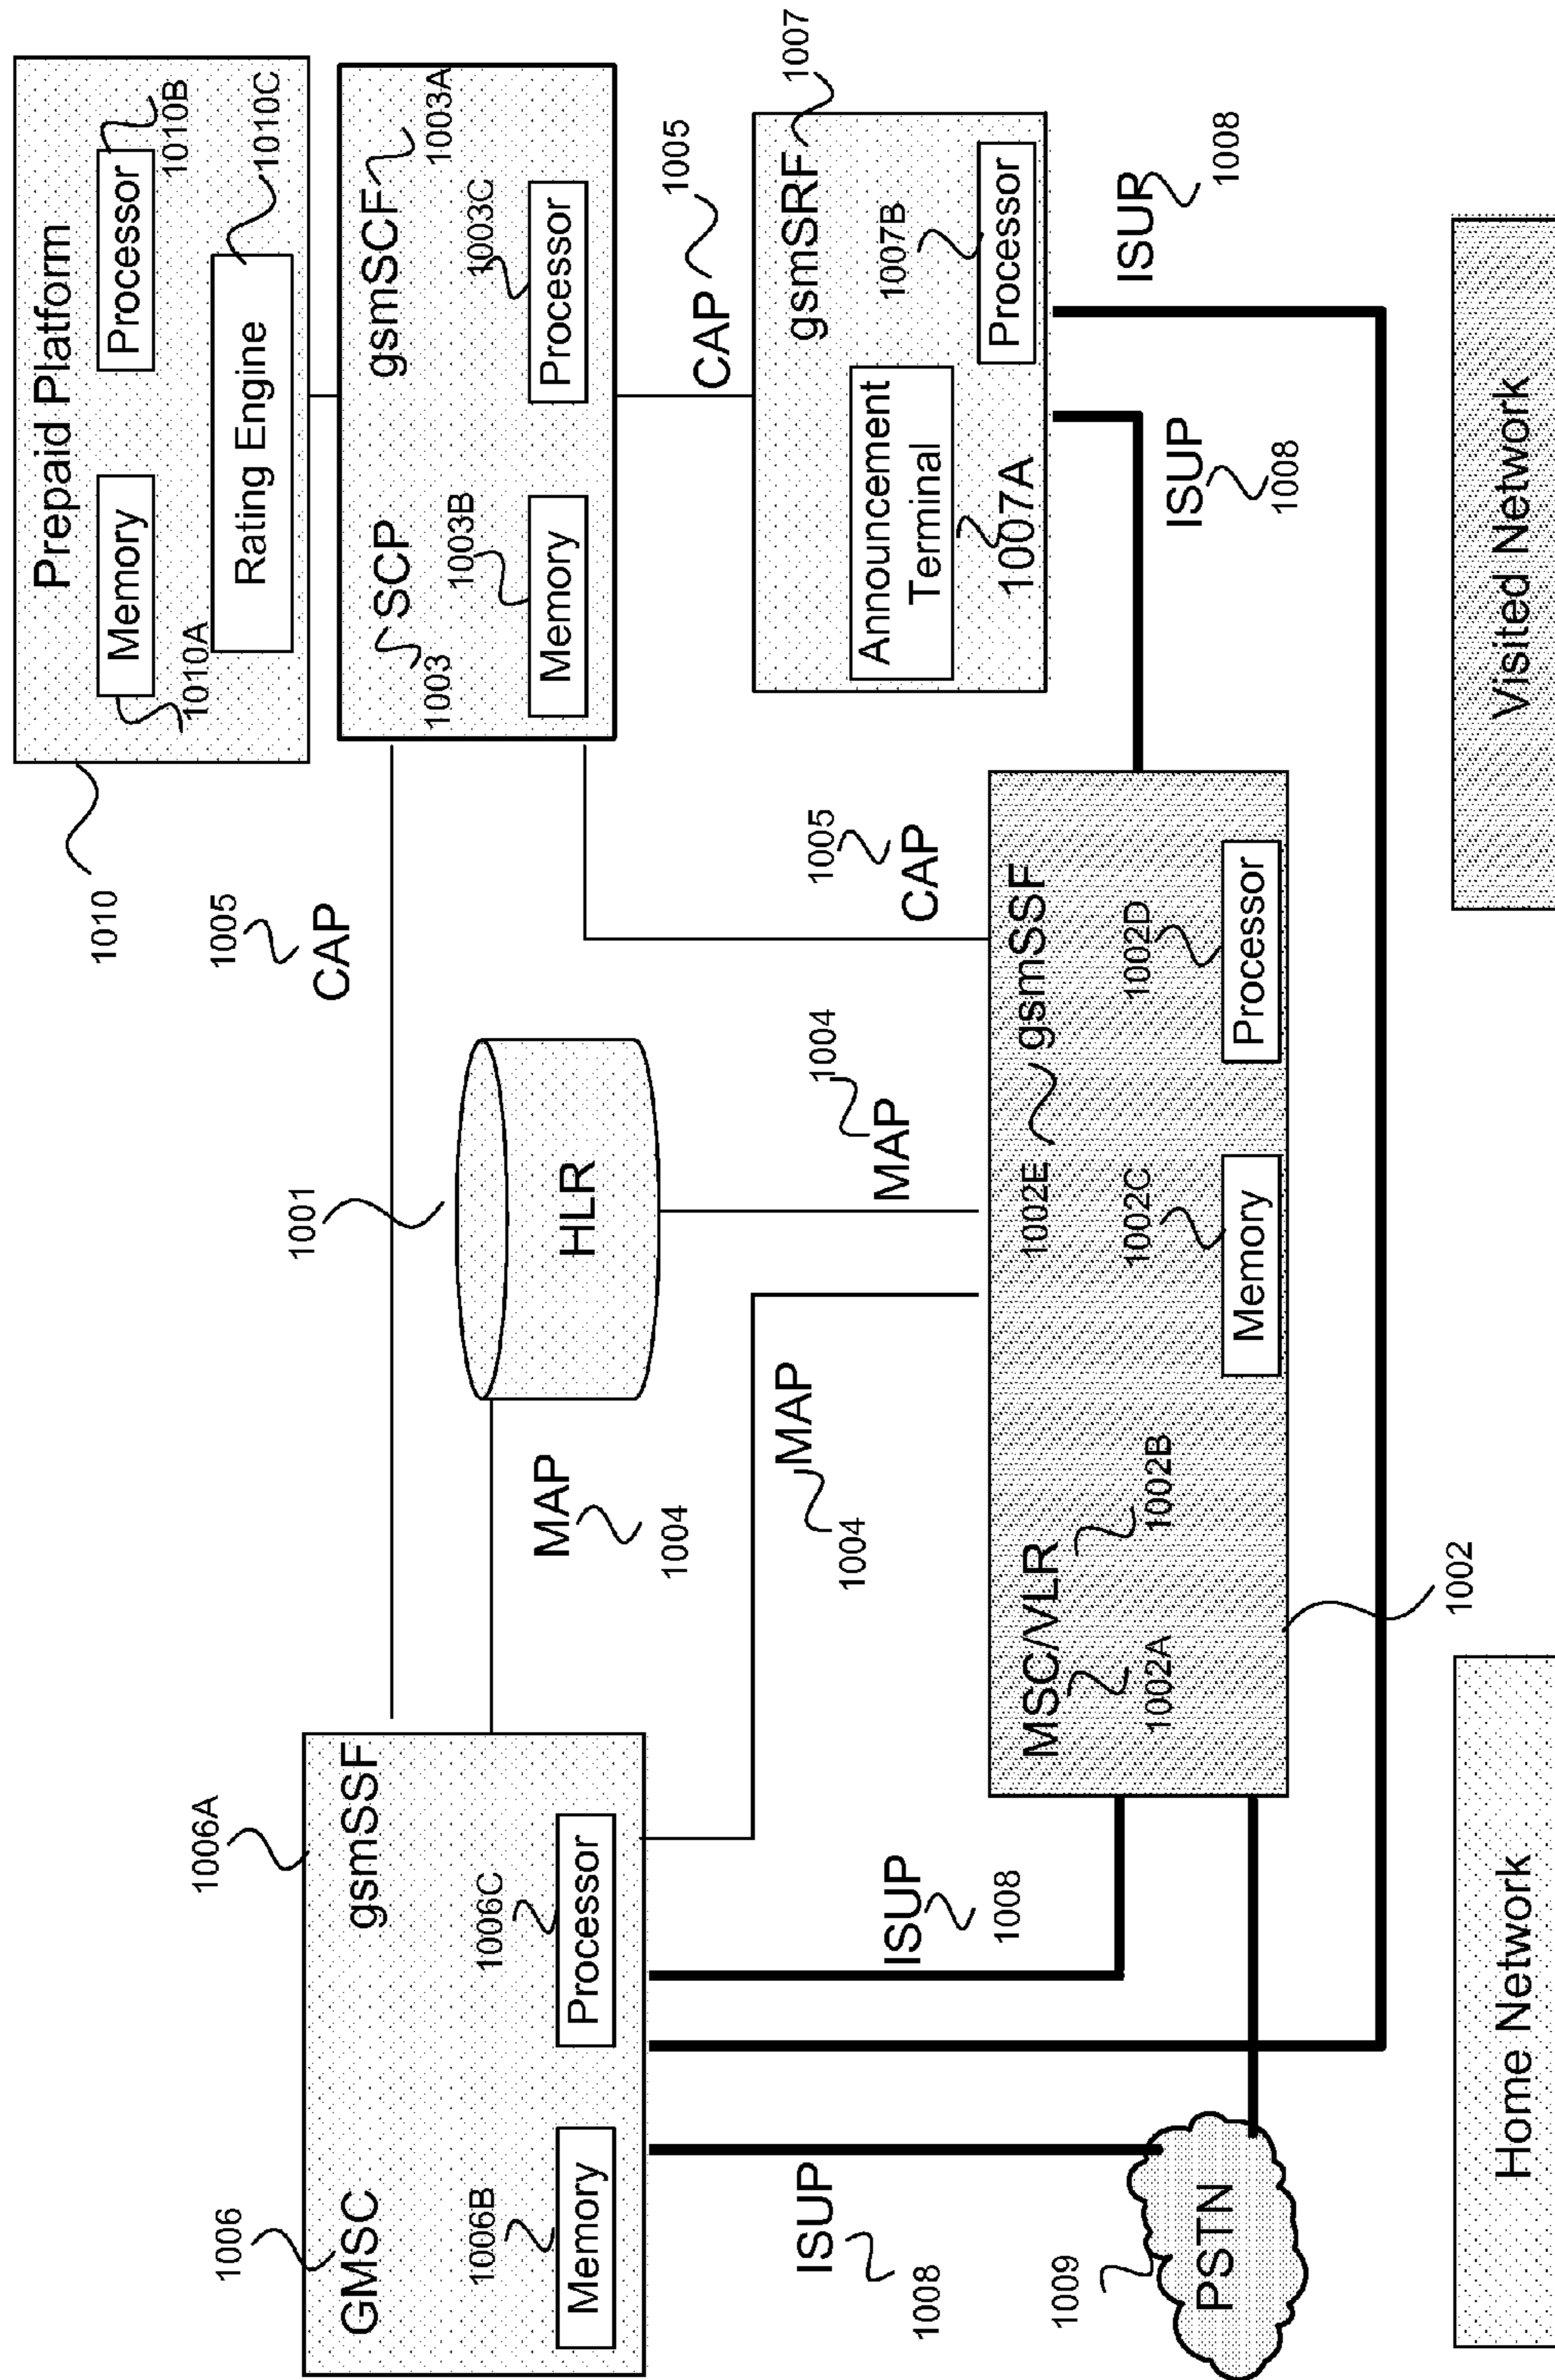 Prepaid Platform
Memory
Processor
1010B
1010A
Rating Engine
1010C
1010
SCP
gsmSCF
1003A
1003
1003B
1003C
Memory
Processor
1005
CAP
1005
CAP
gsmSRF
1007
1007B
Announcement
Terminal
Processor
1007A
ISUP
1008
ISUP
1008
1001
HLR
MAP
1004
1004
MAP
MAP
1004
1005
CAP
1006A
1006
GMSC
gsmSSF
1006B
1006C
Memory
Processor
MSC/VLR
1002A
1002B
1002E
gsmSSF
1002C
1002D
Memory
Processor
1002
ISUP
1008
ISUP
1008
1009
PSTN
Home Network
Visited Network